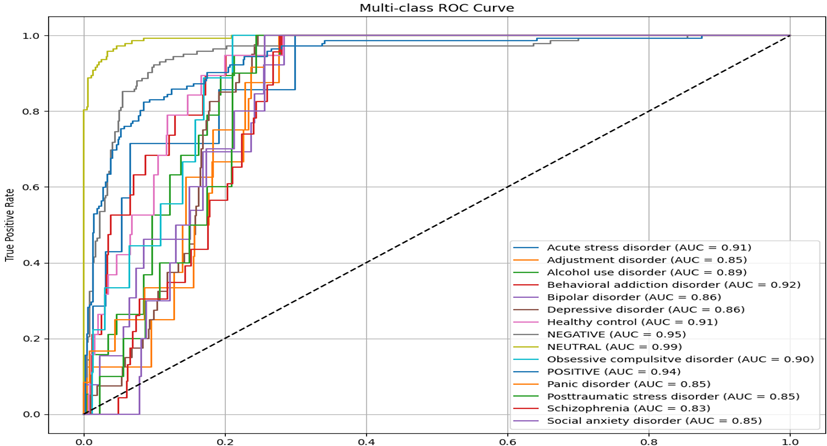 Multi-class ROC Curve
1.0
0.8
0.6
0.4
0.2
0.0
True Positive Rate
Acute stress disorder (AUC = 0.91)
Adjustment disorder (AUC = 0.85)
Alcohol use disorder (AUC = 0.89)
Behavioral addiction disorder (AUC = 0.92)
Bipolar disorder (AUC = 0.86)
Depressive disorder (AUC = 0.86)
Healthy control (AUC = 0.91)
NEGATIVE (AUC = 0.95)
NEUTRAL (AUC = 0.99)
Obsessive compulsitve disorder (AUC = 0.90)
POSITIVE (AUC = 0.94)
Panic disorder (AUC = 0.85)
Posttraumatic stress disorder (AUC = 0.85)
Schizophrenia (AUC = 0.83)
Social anxiety disorder (AUC = 0.85)
0.0 0.2 0.4 0.6 0.8 1.0